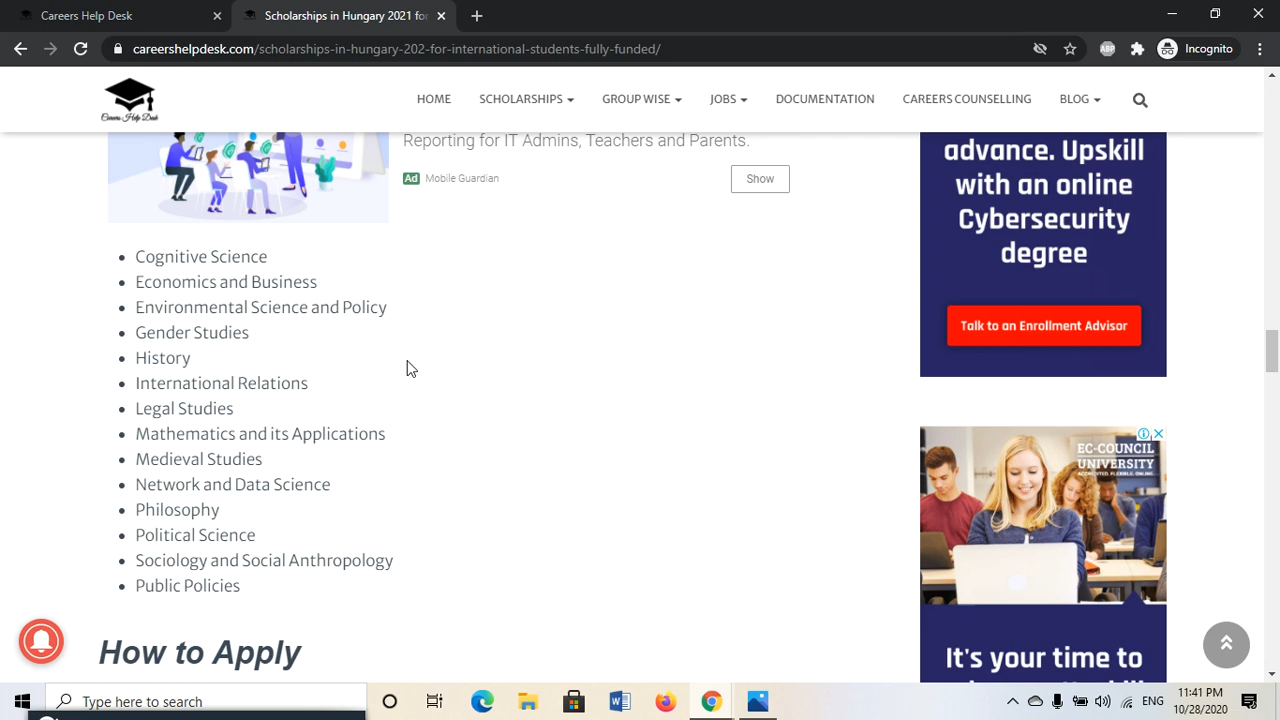 careershelpdesk.com/scholarships-in-hungary-202-for-international-students-fully-funded/
Incognito
ABP
Careers Help Desk
HOME
SCHOLARSHIPS
GROUP WISE
JOBS
DOCUMENTATION
CAREERS COUNSELLING
BLOG
Reporting for IT Admins, Teachers and Parents.
Ad Mobile Guardian
Show
advance. Upskill
with an online
Cybersecurity
degree
Talk to an Enrollment Advisor
Cognitive Science
Economics and Business
Environmental Science and Policy
Gender Studies
History
International Relations
Legal Studies
Mathematics and its Applications
Medieval Studies
Network and Data Science
Philosophy
Political Science
Sociology and Social Anthropology
Public Policies
How to Apply
EC-COUNCIL
UNIVERSITY
ACCREDITED. FLEXIBLE. ONLINE.
It's your time to
Type here to search
ENG
11:41 PM
10/28/2020